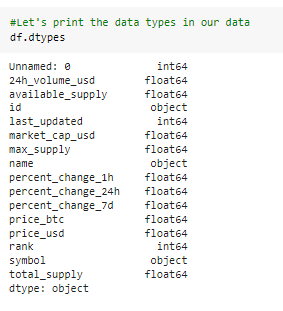 #Let's print the data types in our data
df.dtypes
Unnamed: 0 int64
24h_volume_usd float64
available_supply float64
id object
last_updated int64
market_cap_usd float64
max_supply float64
name object
percent_change_1h float64
percent_change_24h float64
percent_change_7d float64
price_btc float64
price_usd float64
rank int64
symbol object
total_supply float64
dtype: object